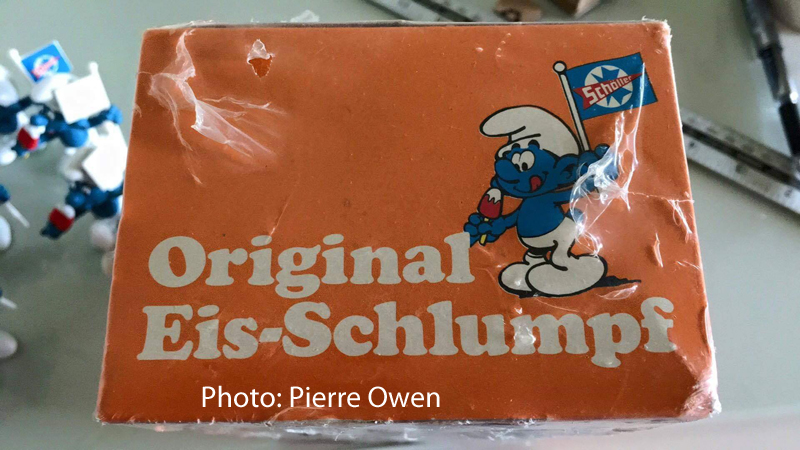 Schöller
Original
Eis-Schlumpf
Photo: Pierre Owen